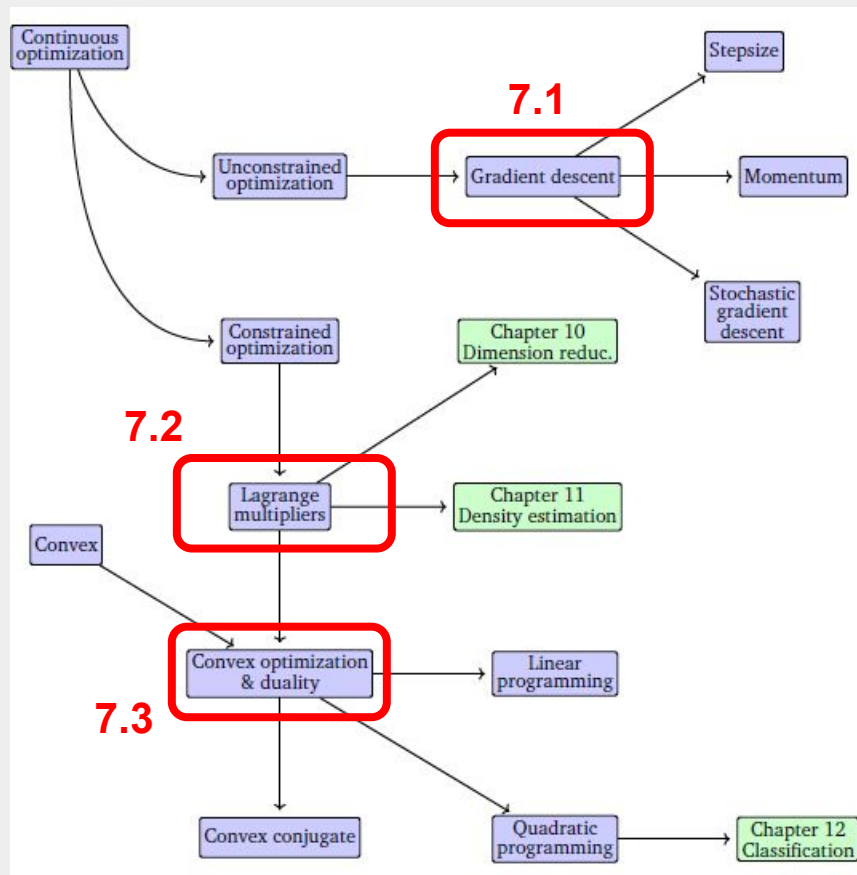 Continuous
optimization
Stepsize
7.1
Unconstrained
optimization
Gradient descent
Momentum
Stochastic
gradient
descent
Constrained
optimization
Chapter 10
Dimension reduc.
7.2
Lagrange
multipliers
Chapter 11
Density estimation
Convex
Convex optimization
& duality
Linear
programming
7.3
Convex conjugate
Quadratic
programming
Chapter 12
Classification